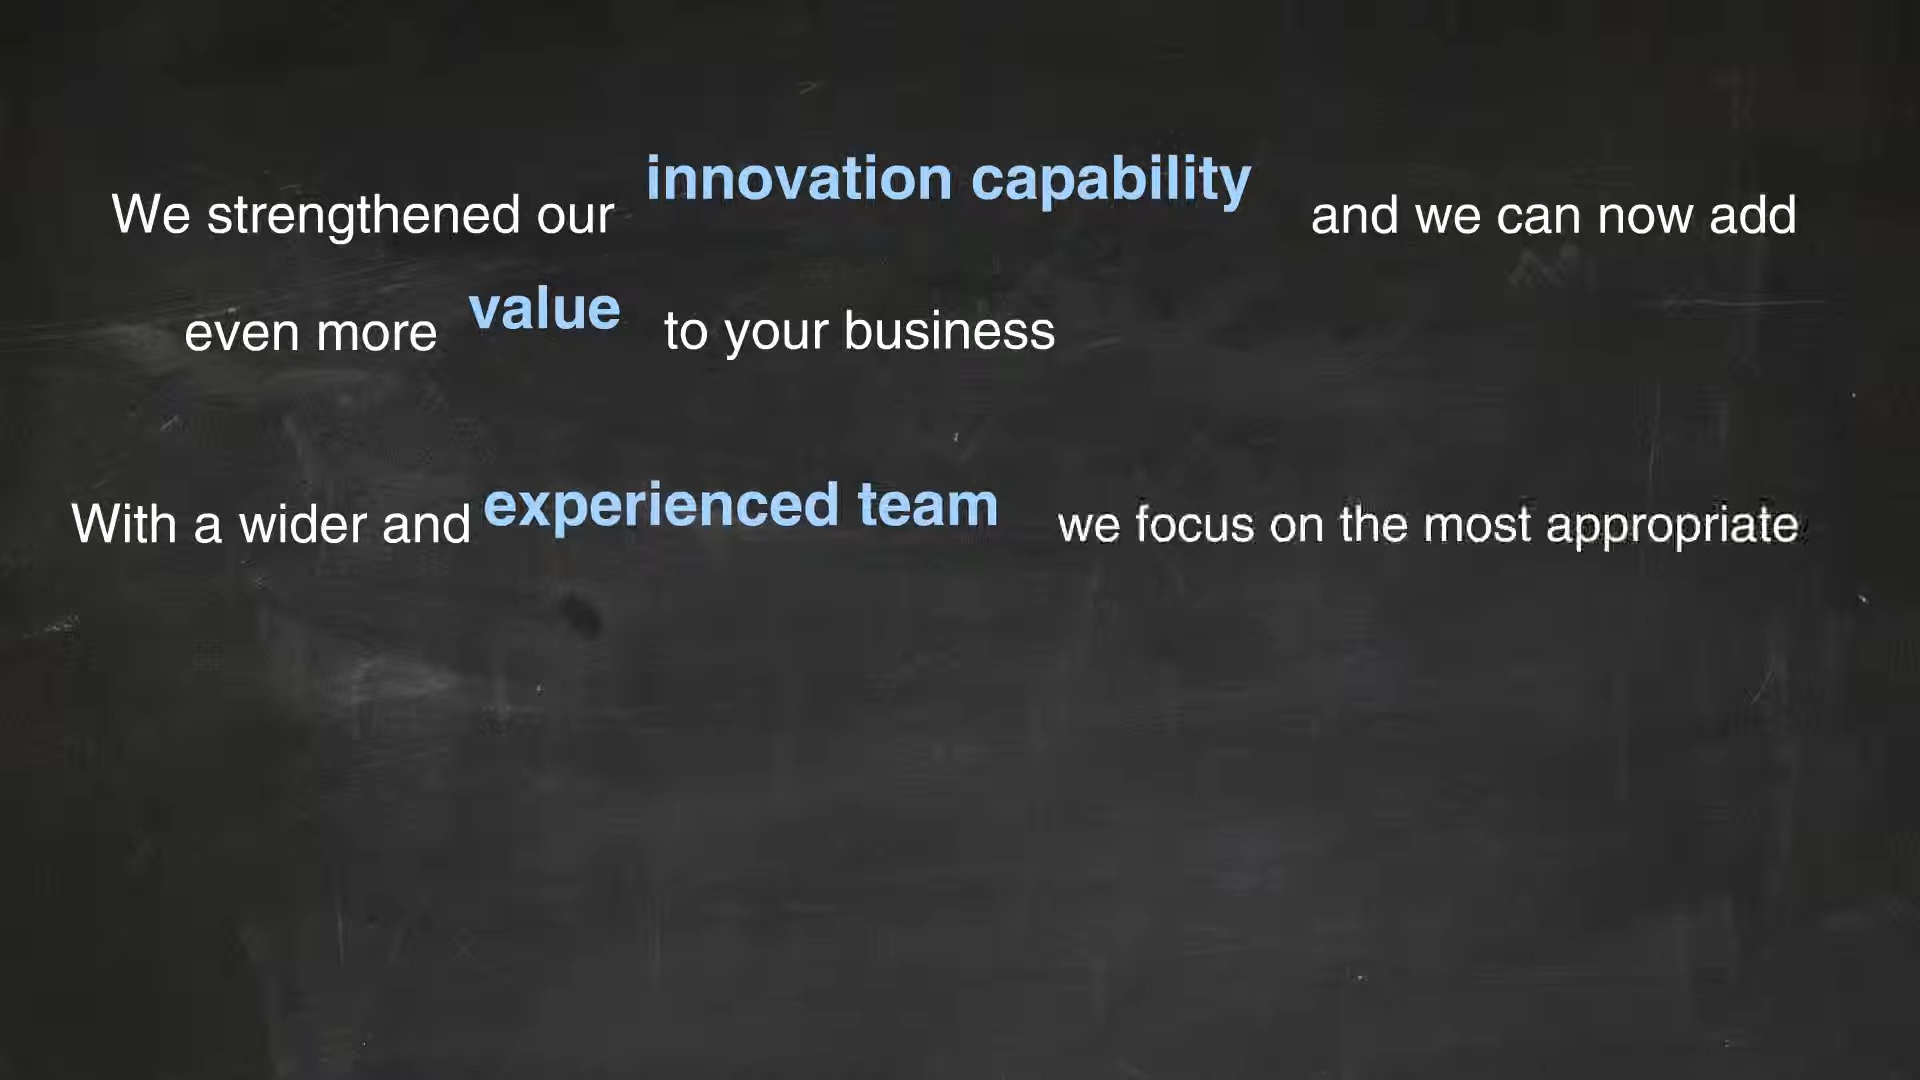 We strengthened our innovation capability and we can now add
even more value to your business
With a wider and experienced team we focus on the most appropriate